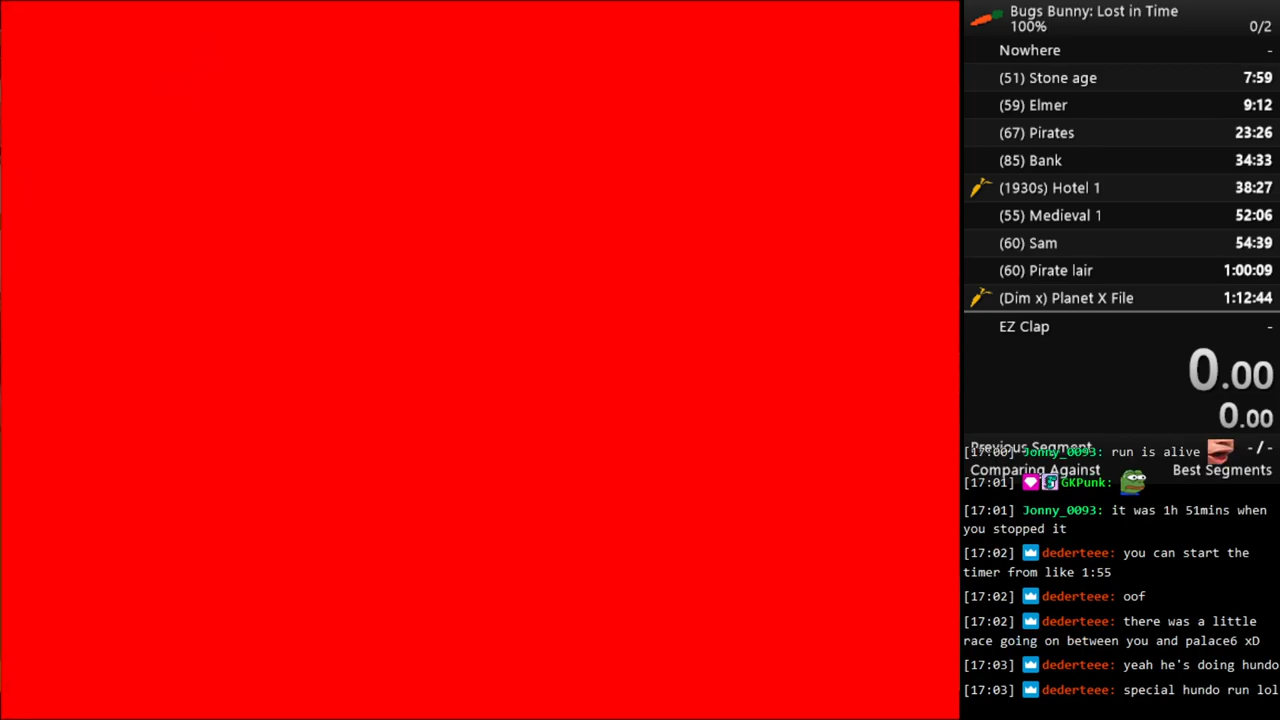 Bugs Bunny: Lost in Time
100% 0/2
Nowhere -
(51) Stone age 7:59
(59) Elmer 9:12
(67) Pirates 23:26
(85) Bank 34:33
(1930s) Hotel 1 38:27
(55) Medieval 1 52:06
(60) Sam 54:39
(60) Pirate lair 1:00:09
(Dim x) Planet X File 1:12:44
EZ Clap -
0.00
0.00
Previous Segment - / -
[17:00] Jonny_0093: run is alive
Comparing Against Best Segments
[17:01] GKPunk:
[17:01] Jonny_0093: it was 1h 51mins when
you stopped it
[17:02] dederteee: you can start the
timer from like 1:55
[17:02] dederteee: oof
[17:02] dederteee: there was a little
race going on between you and palace6 xD
[17:03] dederteee: yeah he's doing hundo
[17:03] dederteee: special hundo run lol